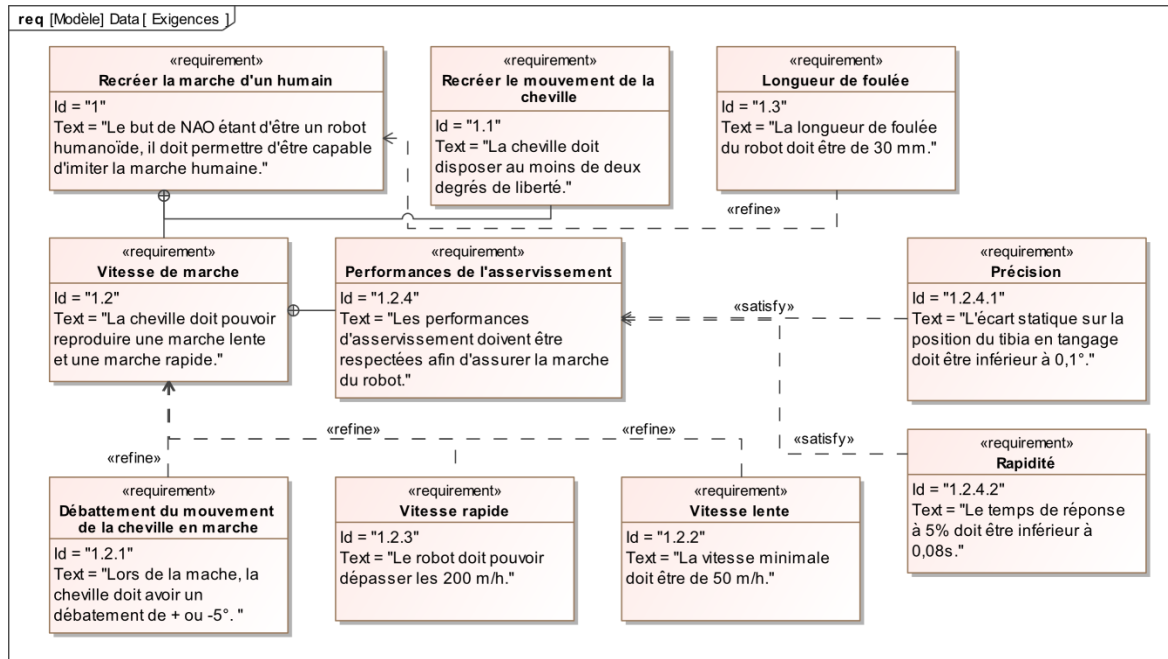 req [Modèle] Data [ Exigences ]
«requirement»
Recréer la marche d'un humain
Id = "1"
Text = "Le but de NAO étant d'être un robot
humanoïde, il doit permettre d'être capable
d'imiter la marche humaine."
«requirement»
Recréer le mouvement de la
cheville
Id = "1.1"
Text = "La cheville doit
disposer au moins de deux
degrés de liberté."
«requirement»
Longueur de foulée
Id = "1.3"
Text = "La longueur de foulée
du robot doit être de 30 mm."
«refine»
«requirement»
Vitesse de marche
Id = "1.2"
Text = "La cheville doit pouvoir
reproduire une marche lente
et une marche rapide."
«requirement»
Performances de l'asservissement
Id = "1.2.4"
Text = "Les performances
d'asservissement doivent être
respectées afin d'assurer la marche
du robot."
«satisfy»
«requirement»
Précision
Id = "1.2.4.1"
Text = "L'écart statique sur la
position du tibia en tangage
doit être inférieur à 0,1°."
«refine»
«refine»
«refine»
«satisfy»
«requirement»
Rapidité
Id = "1.2.4.2"
Text = "Le temps de réponse
à 5% doit être inférieur à
0,08s."
«requirement»
Débattement du mouvement
de la cheville en marche
Id = "1.2.1"
Text = "Lors de la mache, la
cheville doit avoir un
débatement de + ou -5°. "
«requirement»
Vitesse rapide
Id = "1.2.3"
Text = "Le robot doit pouvoir
dépasser les 200 m/h."
«requirement»
Vitesse lente
Id = "1.2.2"
Text = "La vitesse minimale
doit être de 50 m/h."